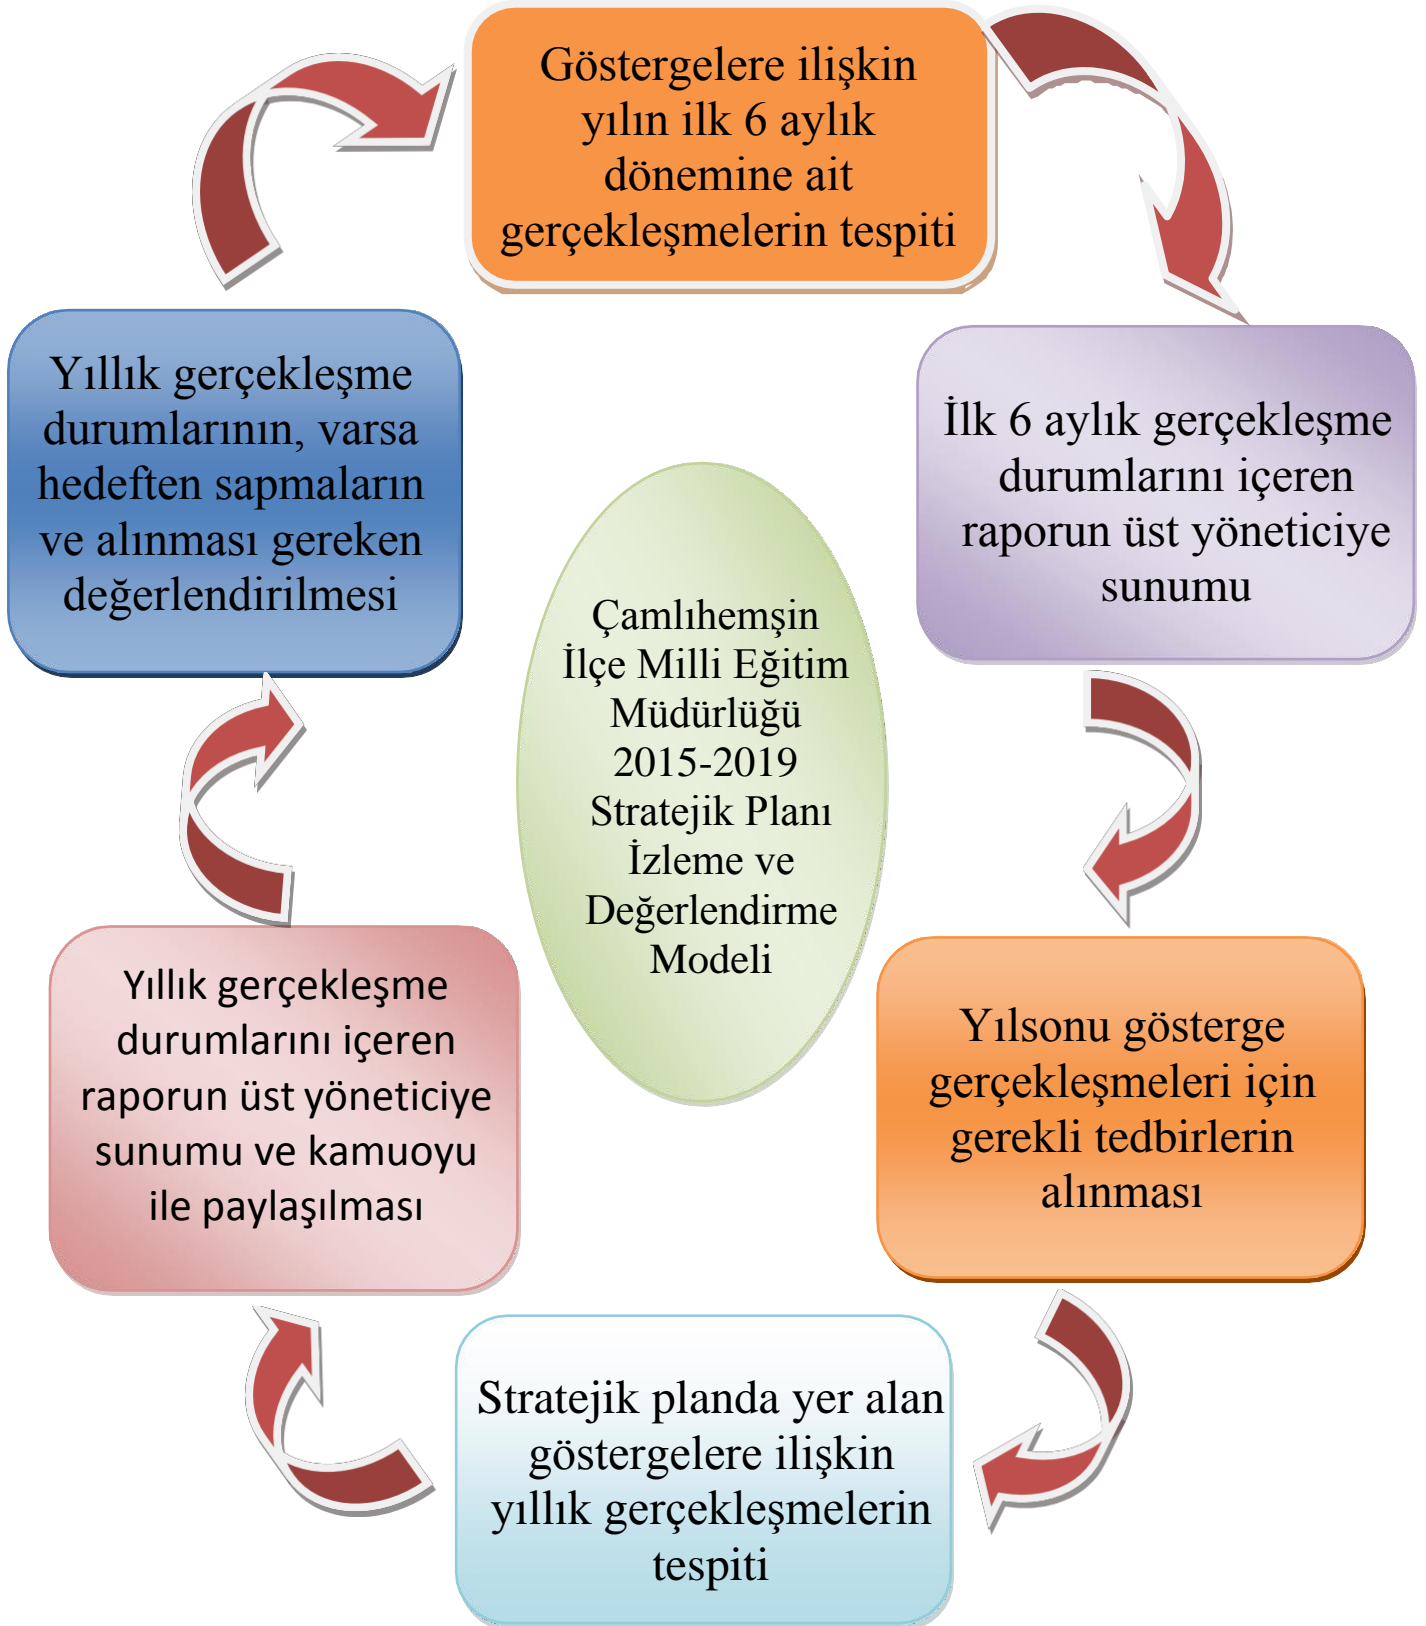 Göstergelere ilişkin
yılın ilk 6 aylık
dönemine ait
gerçekleşmelerin tespiti
İlk 6 aylık gerçekleşme
durumlarını içeren
raporun üst yöneticiye
sunumu
Yılsonu gösterge
gerçekleşmeleri için
gerekli tedbirlerin
alınması
Stratejik planda yer alan
göstergelere ilişkin
yıllık gerçekleşmelerin
tespiti
Yıllık gerçekleşme
durumlarını içeren
raporun üst yöneticiye
sunumu ve kamuoyu
ile paylaşılması
Yıllık gerçekleşme
durumlarının, varsa
hedeften sapmaların
ve alınması gereken
değerlendirilmesi
Çamlıhemşin
İlçe Milli Eğitim
Müdürlüğü
2015-2019
Stratejik Planı
İzleme ve
Değerlendirme
Modeli